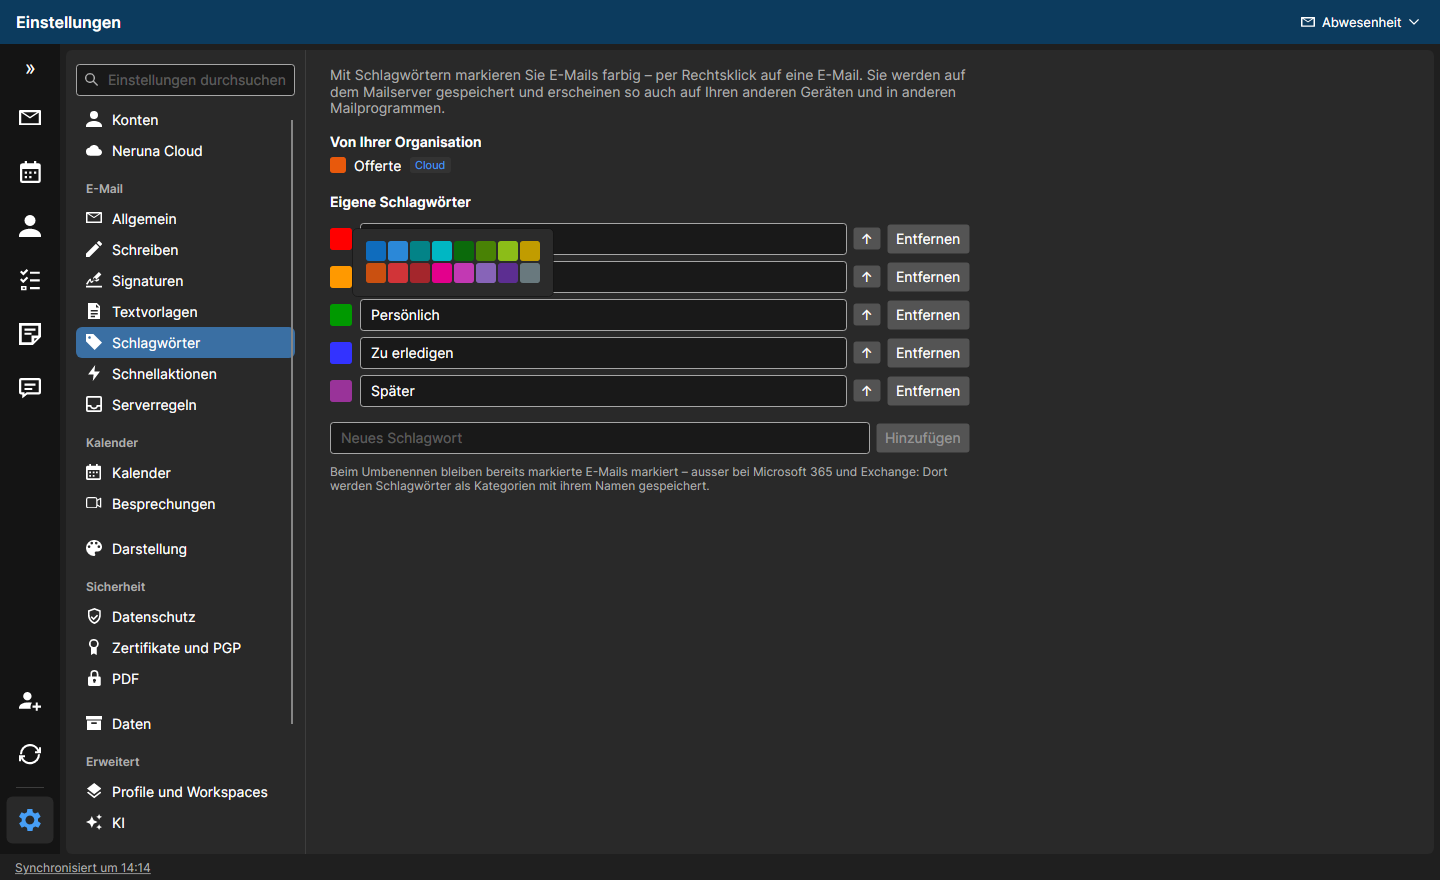 Einstellungen
Abwesenheit
Einstellungen durchsuchen
Konten
Neruna Cloud
E-Mail
Allgemein
Schreiben
Signaturen
Textvorlagen
Schlagwörter
Schnellaktionen
Serverregeln
Kalender
Kalender
Besprechungen
Darstellung
Sicherheit
Datenschutz
Zertifikate und PGP
PDF
Daten
Erweitert
Profile und Workspaces
KI
Mit Schlagwörtern markieren Sie E-Mails farbig – per Rechtsklick auf eine E-Mail. Sie werden auf
dem Mailserver gespeichert und erscheinen so auch auf Ihren anderen Geräten und in anderen
Mailprogrammen.
Von Ihrer Organisation
Offerte Cloud
Eigene Schlagwörter
Entfernen
Entfernen
Persönlich Entfernen
Zu erledigen Entfernen
Später Entfernen
Neues Schlagwort Hinzufügen
Beim Umbenennen bleiben bereits markierte E-Mails markiert – ausser bei Microsoft 365 und Exchange: Dort
werden Schlagwörter als Kategorien mit ihrem Namen gespeichert.
Synchronisiert um 14:14